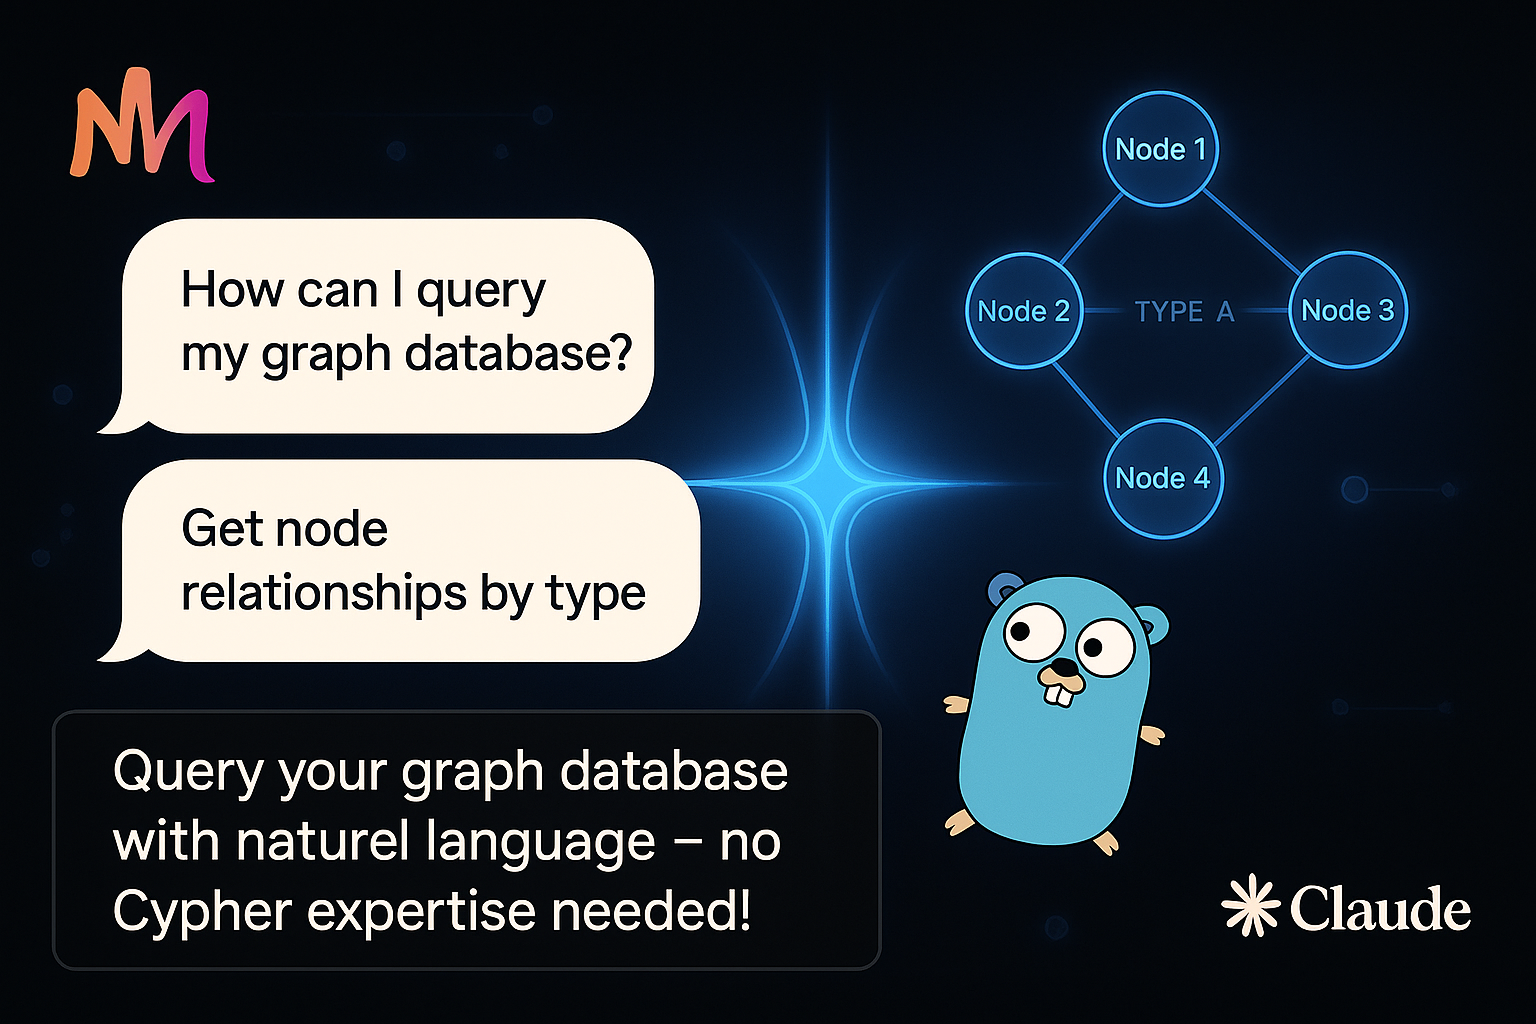 How can I query
my graph database?
Get node
relationships by type
Query your graph database
with naturel language – no
Cypher expertise needed!
Node 1
Node 2
TYPE A
Node 3
Node 4
Claude